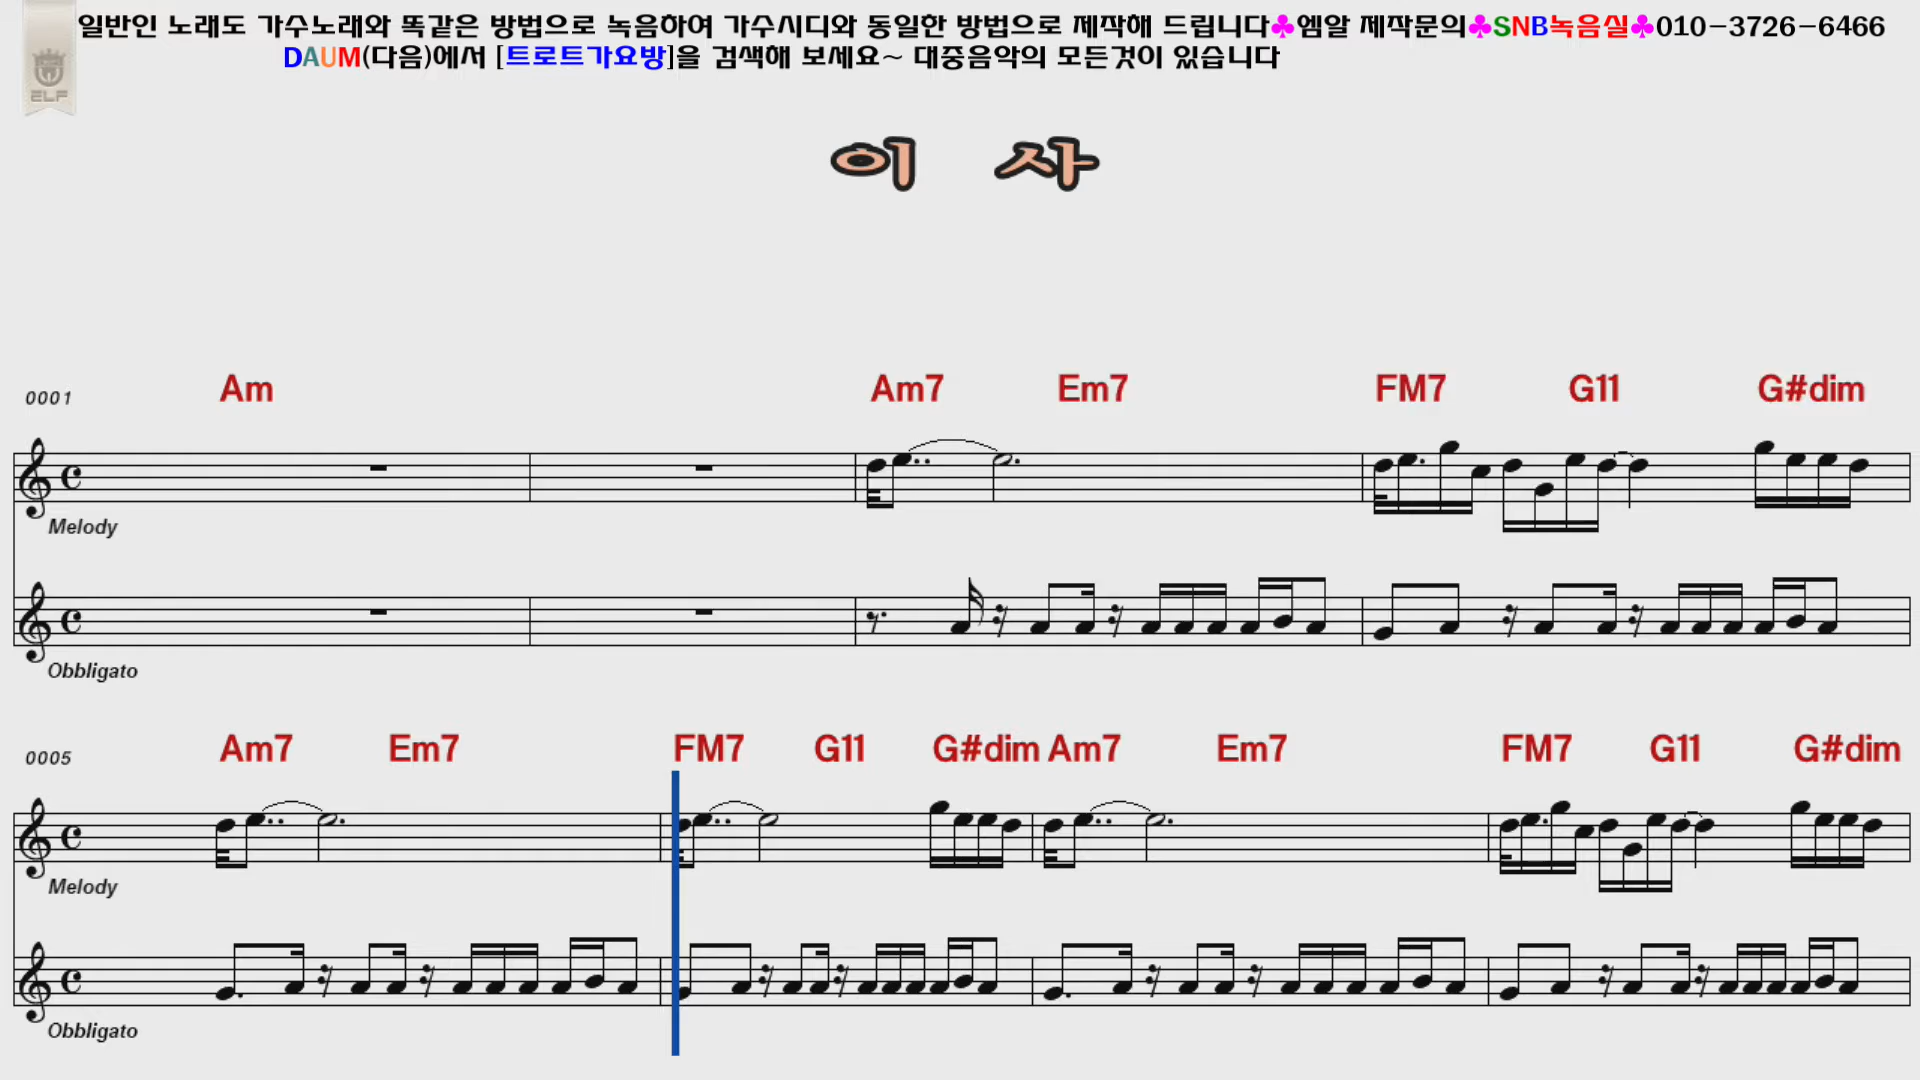 일반인 노래도 가수노래와 똑같은 방법으로 녹음하여 가수시디와 동일한 방법으로 제작해 드립니다♣엠알 제작문의♣SNB녹음실♣010-3726-6466
DAUM(다음)에서 [트로트가요방]을 검색해 보세요~ 대중음악의 모든것이 있습니다
ELF
이 사
0001 Am Am7 Em7 FM7 G11 G#dim
Melody
Obbligato
0005 Am7 Em7 FM7 G11 G#dim Am7 Em7 FM7 G11 G#dim
Melody
Obbligato